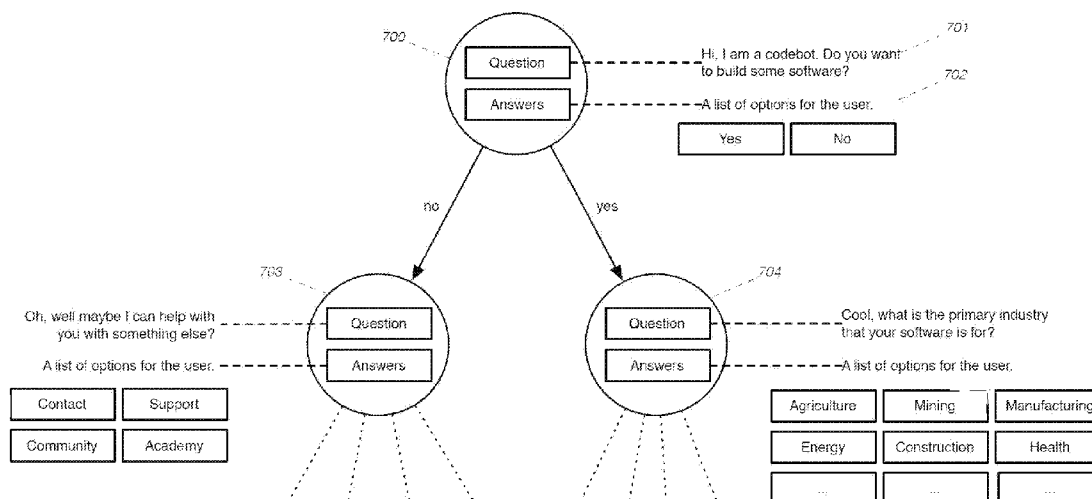 700
701
Question
Hi, I am a codebot. Do you want
to build some software?
702
Answers
A list of options for the user.
Yes
No
no
yes
703
704
Oh, well maybe I can help with
you with something else?
Question
Question
Cool, what is the primary industry
that your software is for?
A list of options for the user.
Answers
Answers
A list of options for the user.
Contact
Support
Agriculture
Mining
Manufacturing
Community
Academy
Energy
Construction
Health
...
...
...